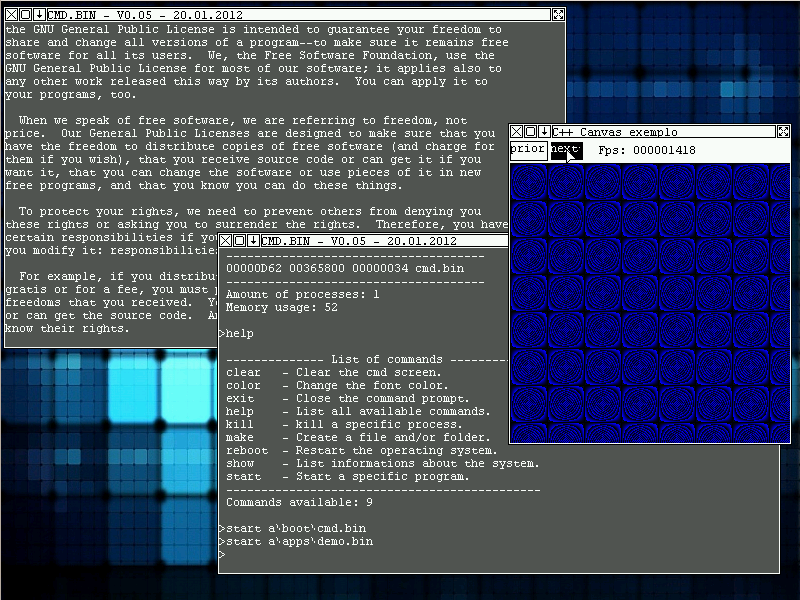 CMD.BIN - V0.05 - 20.01.2012
the GNU General Public License is intended to guarantee your freedom to
share and change all versions of a program--to make sure it remains free
software for all its users.  We, the Free Software Foundation, use the
GNU General Public License for most of our software; it applies also to
any other work released this way by its authors.  You can apply it to
your programs, too.
When we speak of free software, we are referring to freedom, not
price.  Our General Public Licenses are designed to make sure that you
have the freedom to distribute copies of free software (and charge for
them if you wish), that you receive source code or can get it if you
want it, that you can change the software or use pieces of it in new
free programs, and that you know you can do these things.
To protect your rights, we need to prevent others from denying you
these rights or asking you to surrender the rights.  Therefore, you have
certain responsibilities if you
you modify it: responsibilities
For example, if you distribu
gratis or for a fee, you must p
freedoms that you received.  Yo
or can get the source code.  An
know their rights.
C++ Canvas exemplo
prior next Fps: 000001418
CMD.BIN - V0.05 - 20.01.2012
---------------------------------
00000D62 00365800 00000034 cmd.bin
---------------------------------
Amount of processes: 1
Memory usage: 52
>help
-------------- List of commands --------
clear   - Clear the cmd screen.
color   - Change the font color.
exit    - Close the command prompt.
help    - List all available commands.
kill    - kill a specific process.
make    - Create a file and/or folder.
reboot  - Restart the operating system.
show    - List informations about the system.
start   - Start a specific program.
---------------------------------------------
Commands available: 9
>start a\boot\cmd.bin
>start a\apps\demo.bin
>